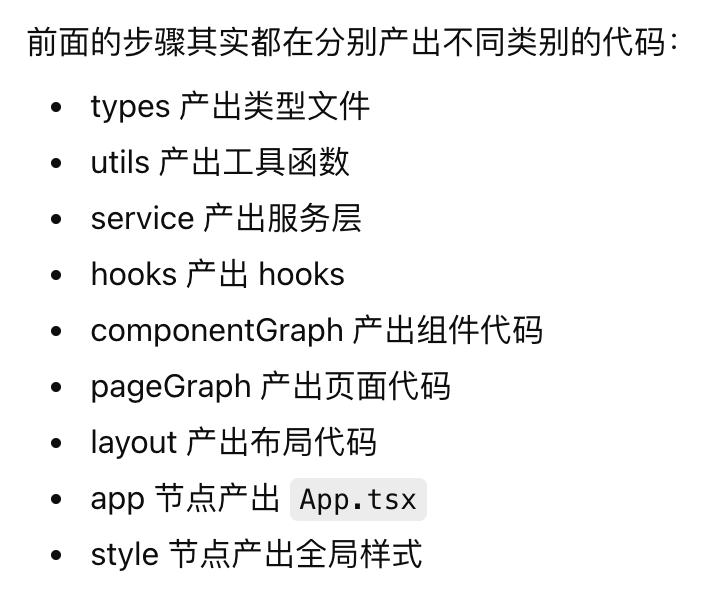 前面的步骤其实都在分别产出不同类别的代码：
• types 产出类型文件
• utils 产出工具函数
• service 产出服务层
• hooks 产出 hooks
• componentGraph 产出组件代码
• pageGraph 产出页面代码
• layout 产出布局代码
• app 节点产出 App.tsx
• style 节点产出全局样式